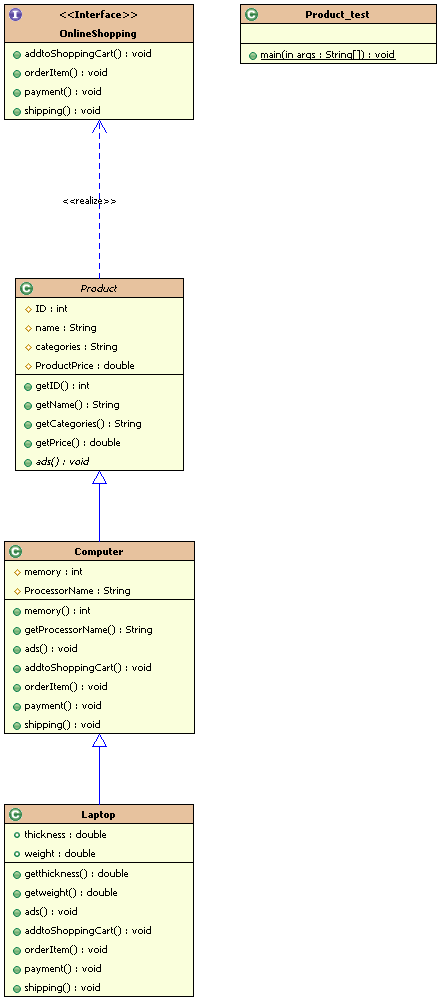 <<Interface>>
OnlineShopping
addtoShoppingCart() : void
orderItem() : void
payment() : void
shipping() : void
Product_test
main(in args : String[]) : void
<<realize>>
Product
ID : int
name : String
categories : String
ProductPrice : double
getID() : int
getName() : String
getCategories() : String
getPrice() : double
ads() : void
Computer
memory : int
ProcessorName : String
memory() : int
getProcessorName() : String
ads() : void
addtoShoppingCart() : void
orderItem() : void
payment() : void
shipping() : void
Laptop
thickness : double
weight : double
getthickness() : double
getweight() : double
ads() : void
addtoShoppingCart() : void
orderItem() : void
payment() : void
shipping() : void